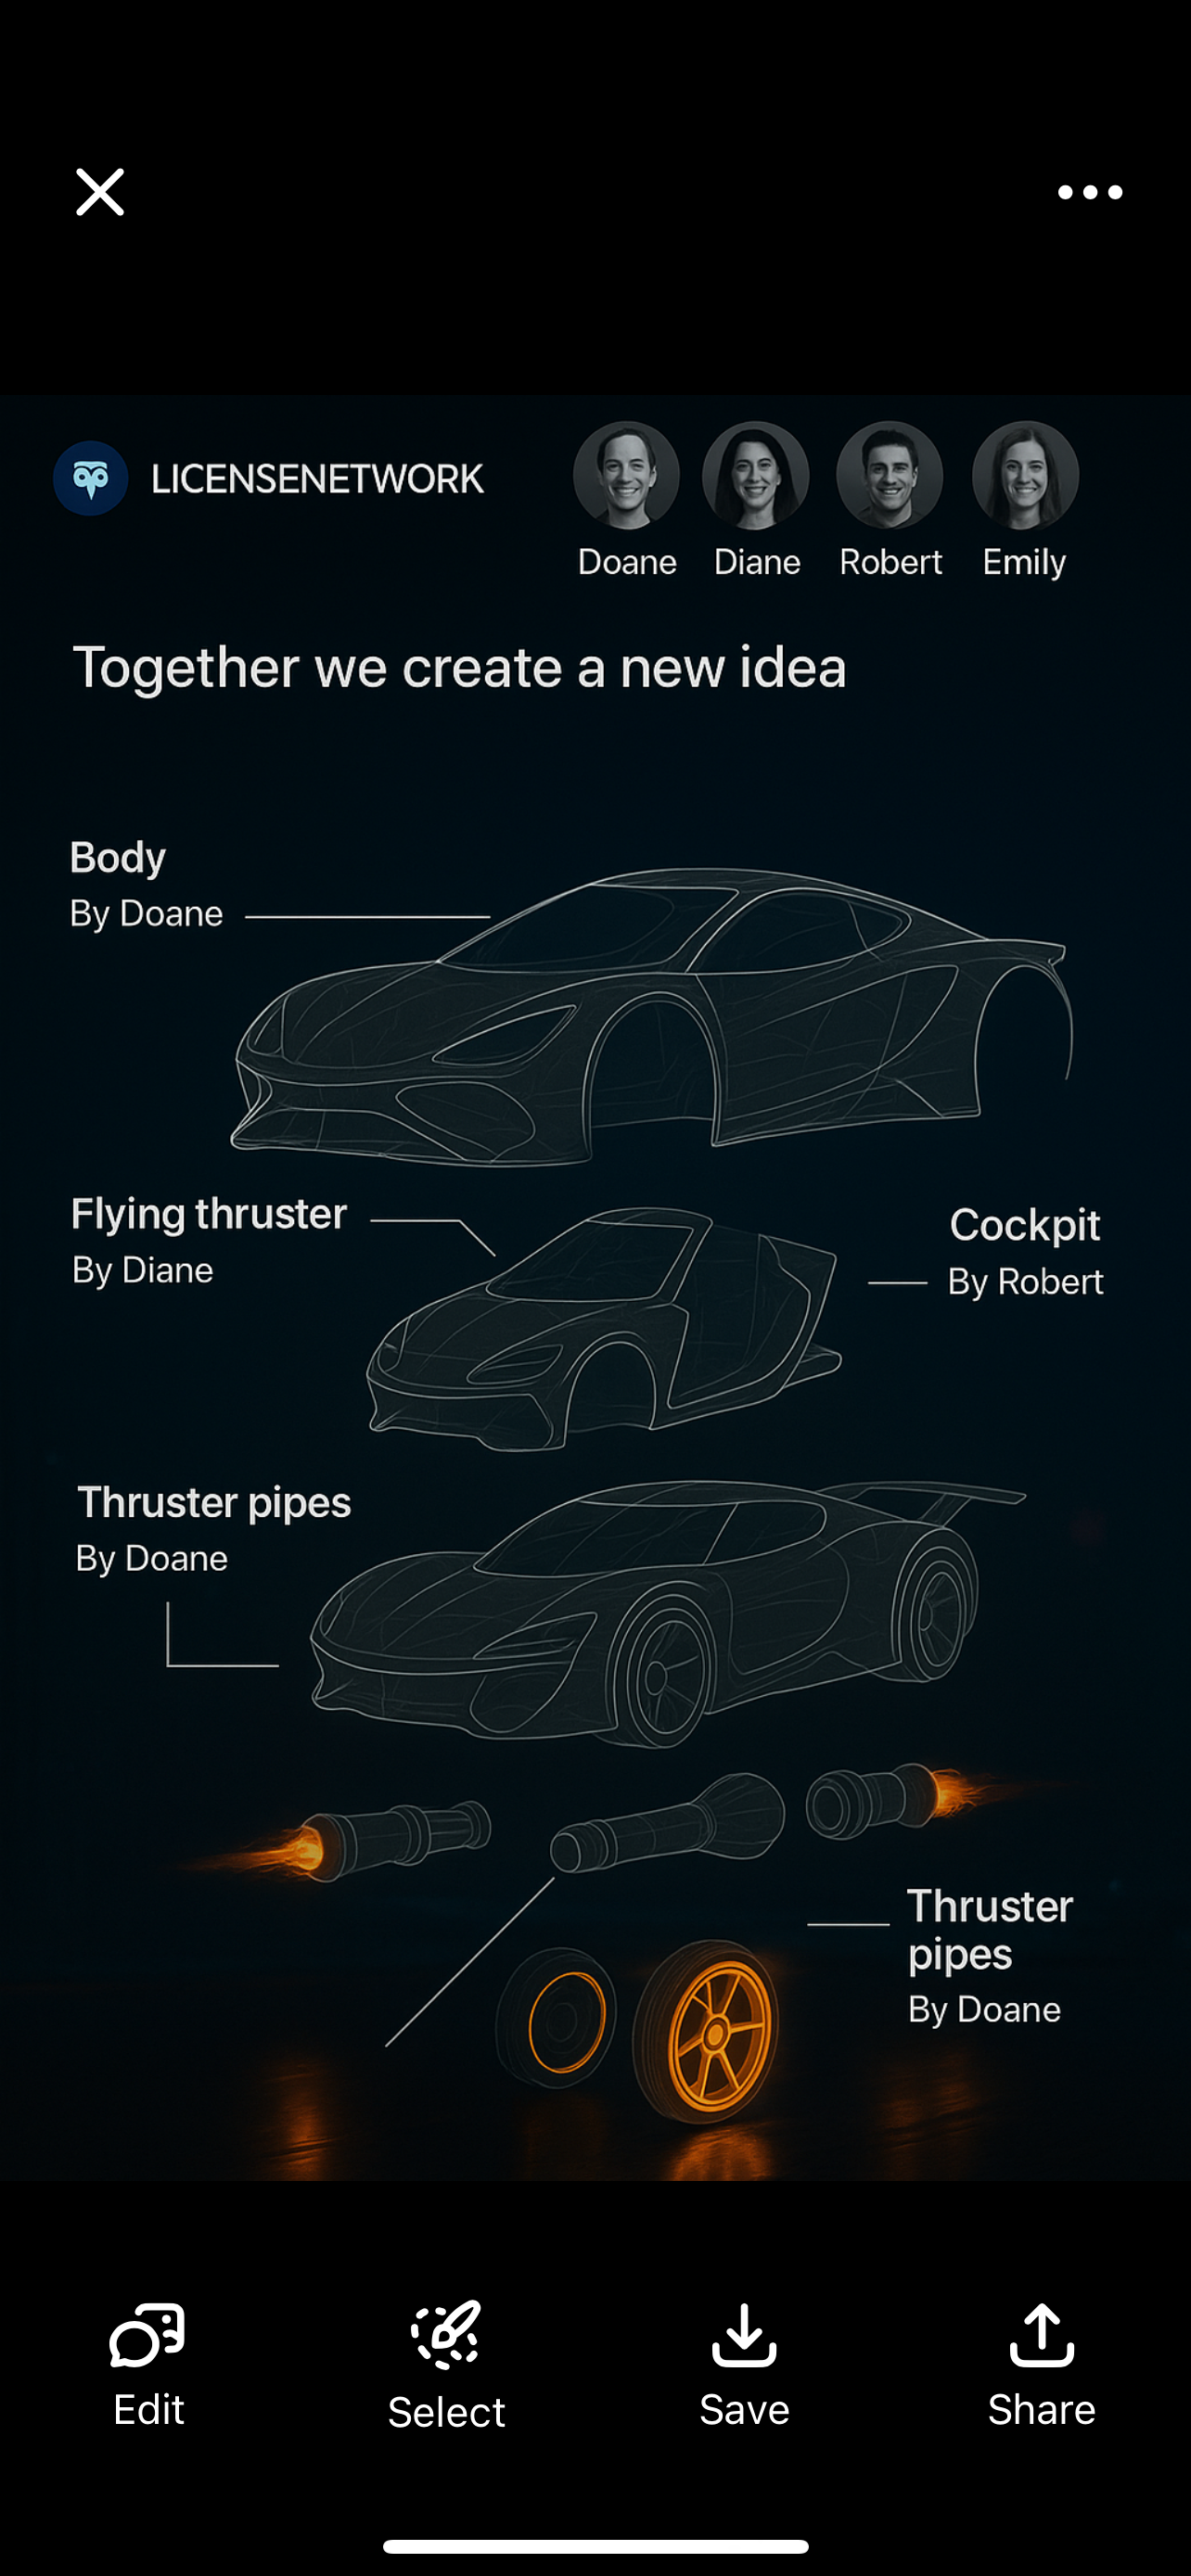 LICENSENETWORK
Doane Diane Robert Emily
Together we create a new idea
Body
By Doane
Flying thruster
By Diane
Cockpit
By Robert
Thruster pipes
By Doane
Thruster
pipes
By Doane
Edit Select Save Share